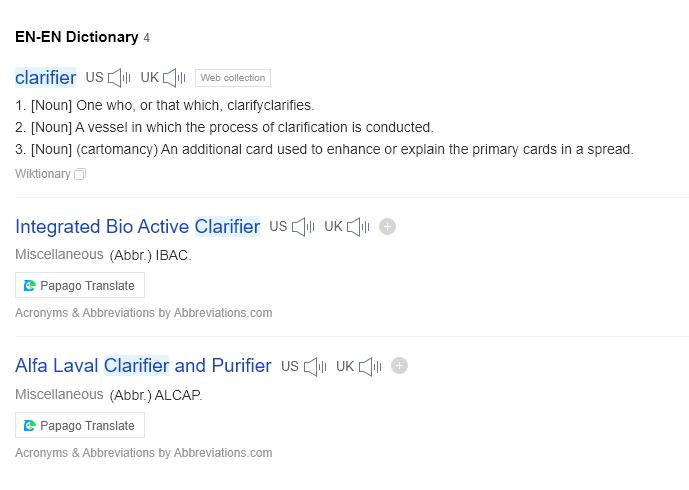 EN-EN Dictionary 4
clarifier US UK Web collection
1. [Noun] One who, or that which, clarifyclarifies.
2. [Noun] A vessel in which the process of clarification is conducted.
3. [Noun] (cartomancy) An additional card used to enhance or explain the primary cards in a spread.
Wiktionary
Integrated Bio Active Clarifier US UK
Miscellaneous (Abbr.) IBAC.
Papago Translate
Acronyms & Abbreviations by Abbreviations.com
Alfa Laval Clarifier and Purifier US UK
Miscellaneous (Abbr.) ALCAP.
Papago Translate
Acronyms & Abbreviations by Abbreviations.com